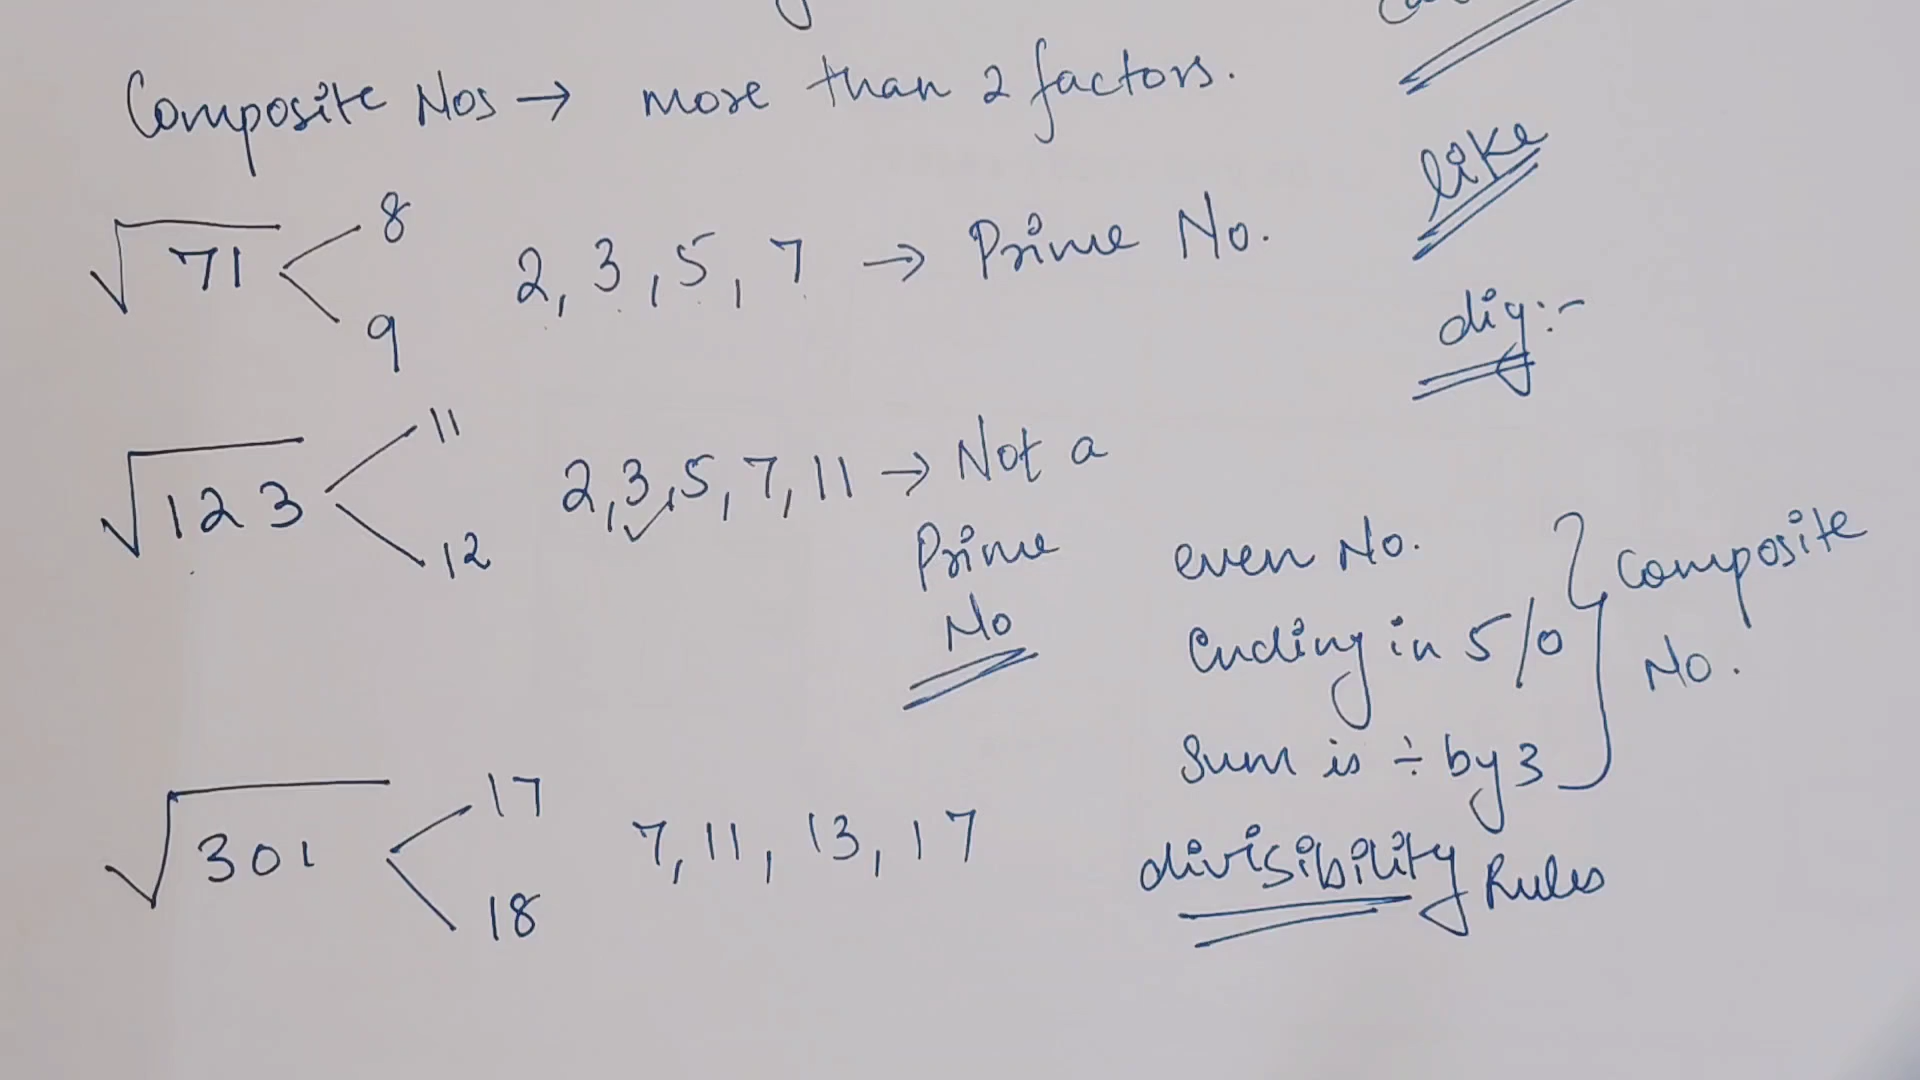 Composite Nos → more than 2 factors.
like
√71 8 9 2, 3, 5, 7 → Prime No.
div:-
√123 11 12 2, 3, 5, 7, 11 → Not a
Prime
No
even No.
Ending in 5/0
Sum is ÷ by 3
Composite
No.
√301 17 18 7, 11, 13, 17
divisibility Rules